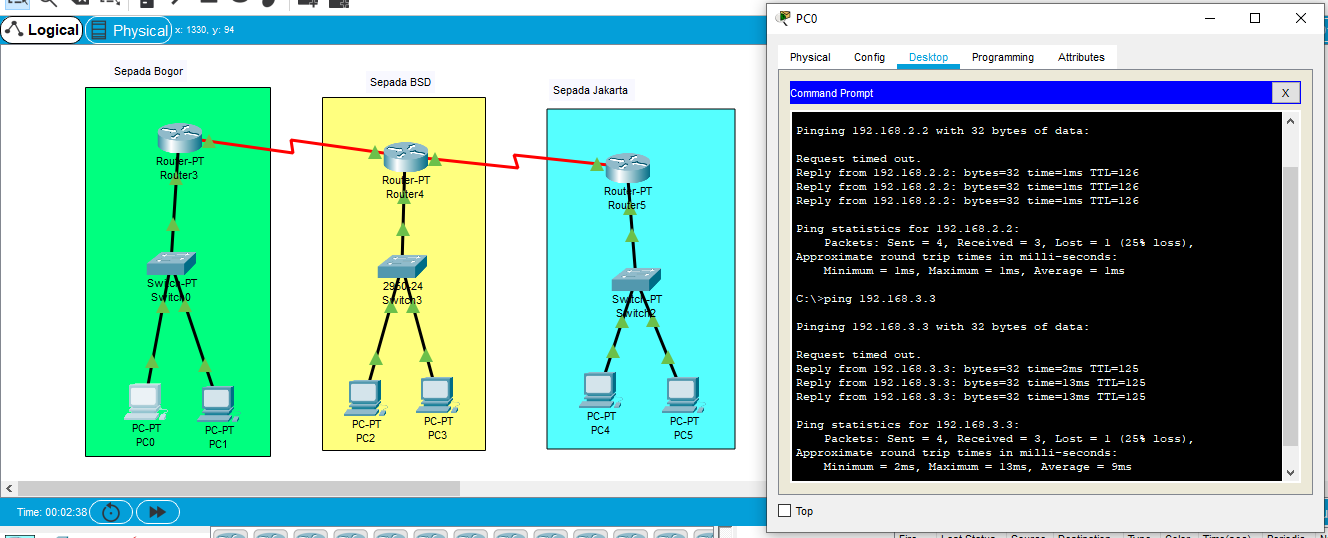 Logical
Physical
x: 1330, y: 94
Sepada Bogor
Sepada BSD
Sepada Jakarta
Router-PT
Router3
Router-PT
Router4
Router-PT
Router5
Switch-PT
Switch0
2950-24
Switch3
Switch-PT
Switch2
PC-PT
PC0
PC-PT
PC1
PC-PT
PC2
PC-PT
PC3
PC-PT
PC4
PC-PT
PC5
Time: 00:02:38
PC0
Physical
Config
Desktop
Programming
Attributes
Command Prompt
X
Pinging 192.168.2.2 with 32 bytes of data:
Request timed out.
Reply from 192.168.2.2: bytes=32 time=1ms TTL=126
Reply from 192.168.2.2: bytes=32 time=1ms TTL=126
Reply from 192.168.2.2: bytes=32 time=1ms TTL=126
Ping statistics for 192.168.2.2:
Packets: Sent = 4, Received = 3, Lost = 1 (25% loss),
Approximate round trip times in milli-seconds:
Minimum = 1ms, Maximum = 1ms, Average = 1ms
C:\>ping 192.168.3.3
Pinging 192.168.3.3 with 32 bytes of data:
Request timed out.
Reply from 192.168.3.3: bytes=32 time=2ms TTL=125
Reply from 192.168.3.3: bytes=32 time=13ms TTL=125
Reply from 192.168.3.3: bytes=32 time=13ms TTL=125
Ping statistics for 192.168.3.3:
Packets: Sent = 4, Received = 3, Lost = 1 (25% loss),
Approximate round trip times in milli-seconds:
Minimum = 2ms, Maximum = 13ms, Average = 9ms
Top
Fire
Last Status
Source
Destination
Type
Color
Time(sec)
Periodic